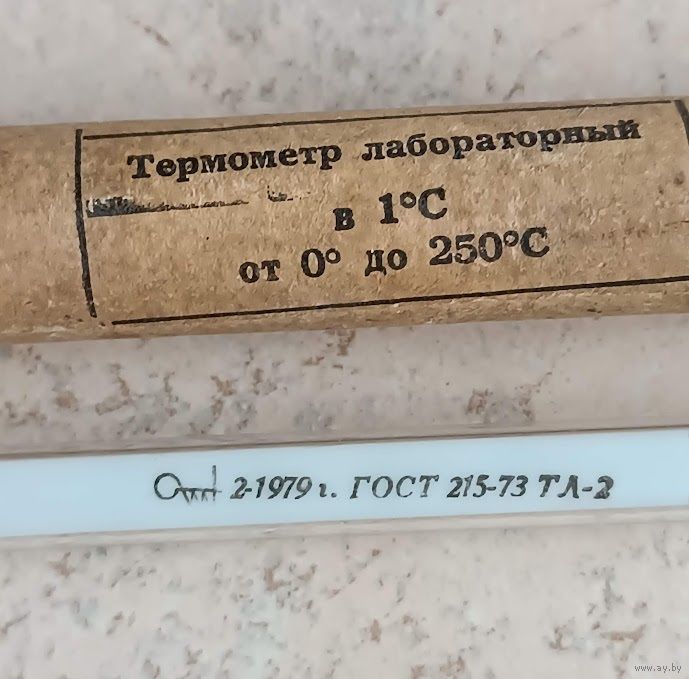 Термометр лабораторный
в 1°С
от 0° до 250°С
2-1979 г. ГОСТ 215-73 ТЛ-2
www.ay.by